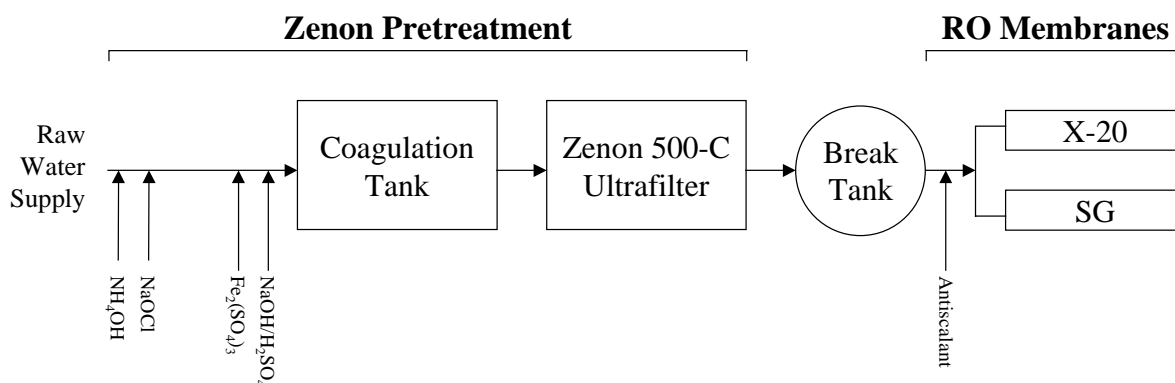 Zenon Pretreatment
RO Membranes
Raw
Water
Supply
Coagulation
Tank
Zenon 500-C
Ultrafilter
Break
Tank
X-20
SG
NH4OH
NaOCl
Fe2(SO4)3
NaOH/H2SO4
Antiscalant